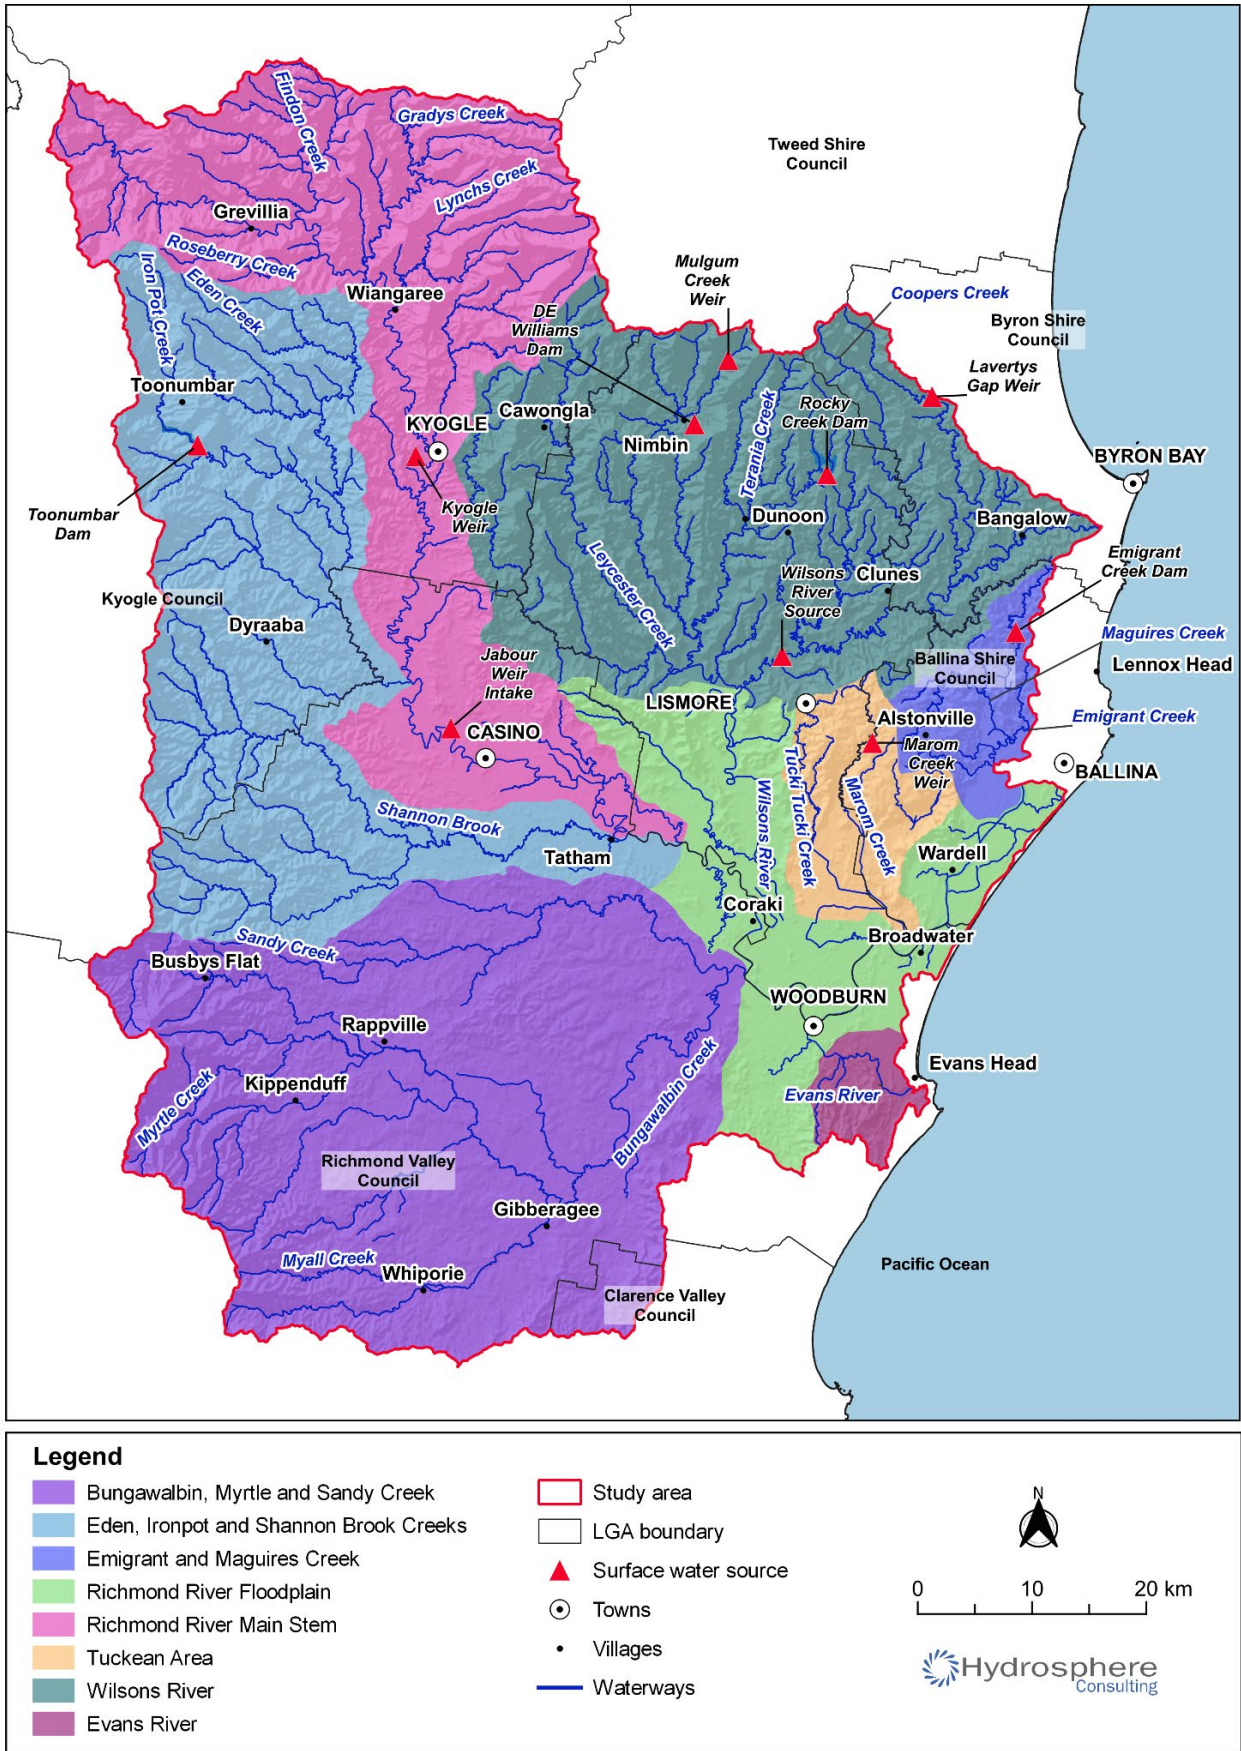 Findon Creek
Gradys Creek
Tweed Shire
Council
Lynchs Creek
Grevillia
Roseberry Creek
Iron Pot Creek
Eden Creek
Wiangaree
Mulgum
Creek
Weir
Coopers Creek
DE
Williams
Dam
Byron Shire
Council
Lavertys
Gap Weir
Toonumbar
Rocky
Creek Dam
Cawongla
KYOGLE
Nimbin
Terania Creek
BYRON BAY
Toonumbar
Dam
Kyogle
Weir
Dunoon
Bangalow
Emigrant
Creek Dam
Leycester Creek
Wilsons
River
Source
Clunes
Kyogle Council
Dyraaba
Maguires Creek
Jabour
Weir
Intake
Ballina Shire
Council
Lennox Head
LISMORE
Alstonville
Emigrant Creek
CASINO
Marom
Creek
Weir
BALLINA
Tucki Tucki Creek
Wilsons River
Marom Creek
Shannon Brook
Tatham
Wardell
Coraki
Sandy Creek
Broadwater
Busbys Flat
WOODBURN
Rappville
Evans Head
Kippenduff
Myrtle Creek
Bungawalbin Creek
Evans River
Richmond Valley
Council
Gibberagee
Myall Creek
Whiporie
Pacific Ocean
Clarence Valley
Council
Legend
Bungawalbin, Myrtle and Sandy Creek
Eden, Ironpot and Shannon Brook Creeks
Emigrant and Maguires Creek
Richmond River Floodplain
Richmond River Main Stem
Tuckean Area
Wilsons River
Evans River
Study area
LGA boundary
Surface water source
Towns
Villages
Waterways
N
0 10 20 km
Hydrosphere
Consulting